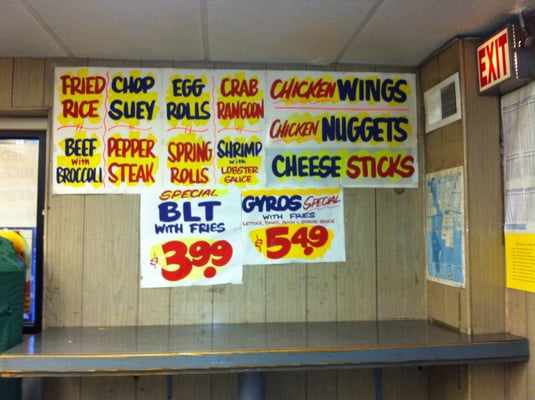 FRIED
RICE
CHOP
SUEY
EGG
ROLLS
CRAB
RANGOON
CHICKEN WINGS
BEEF
WITH
BROCCOLI
PEPPER
STEAK
SPRING
ROLLS
SHRIMP
WITH
LOBSTER
SAUCE
CHICKEN NUGGETS
CHEESE STICKS
SPECIAL
BLT
WITH FRIES
$3.99
GYROS SPECIAL
WITH FRIES
$5.49
EXIT